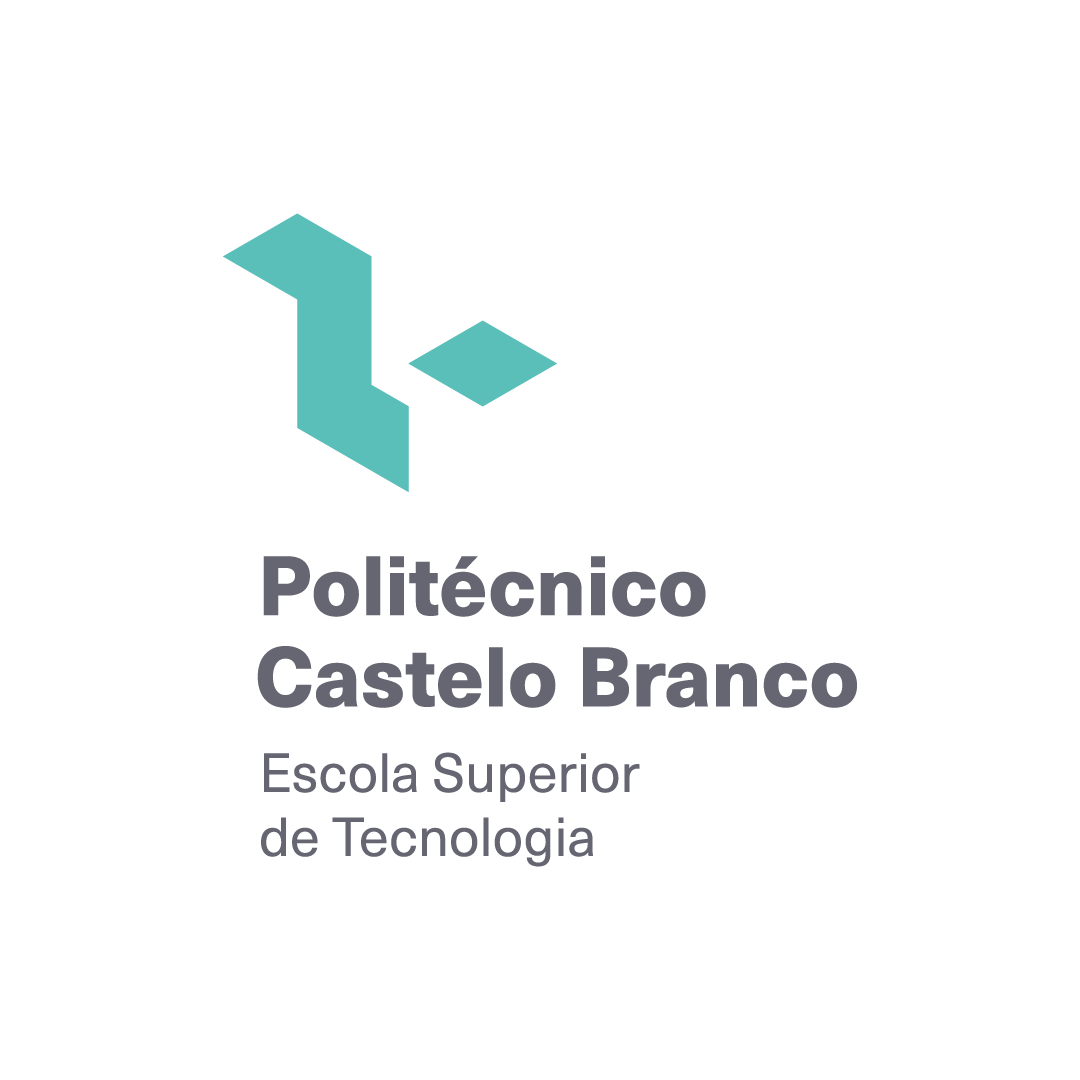 Politécnico
Castelo Branco
Escola Superior
de Tecnologia